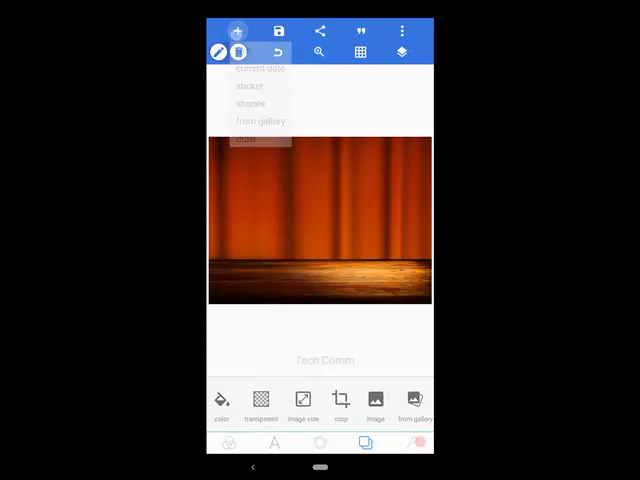 current date
sticker
shapes
from gallery
draw
Tech Comm
color
transparent
image size
crop
image
from gallery